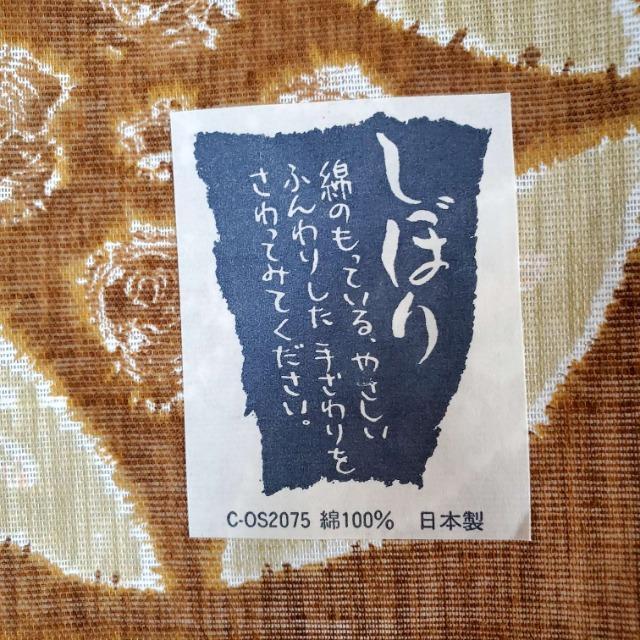 しぼり
綿のもっている、やさしい
ふんわりした手ざわりを
さわってみてください。
C-OS2075 綿100% 日本製